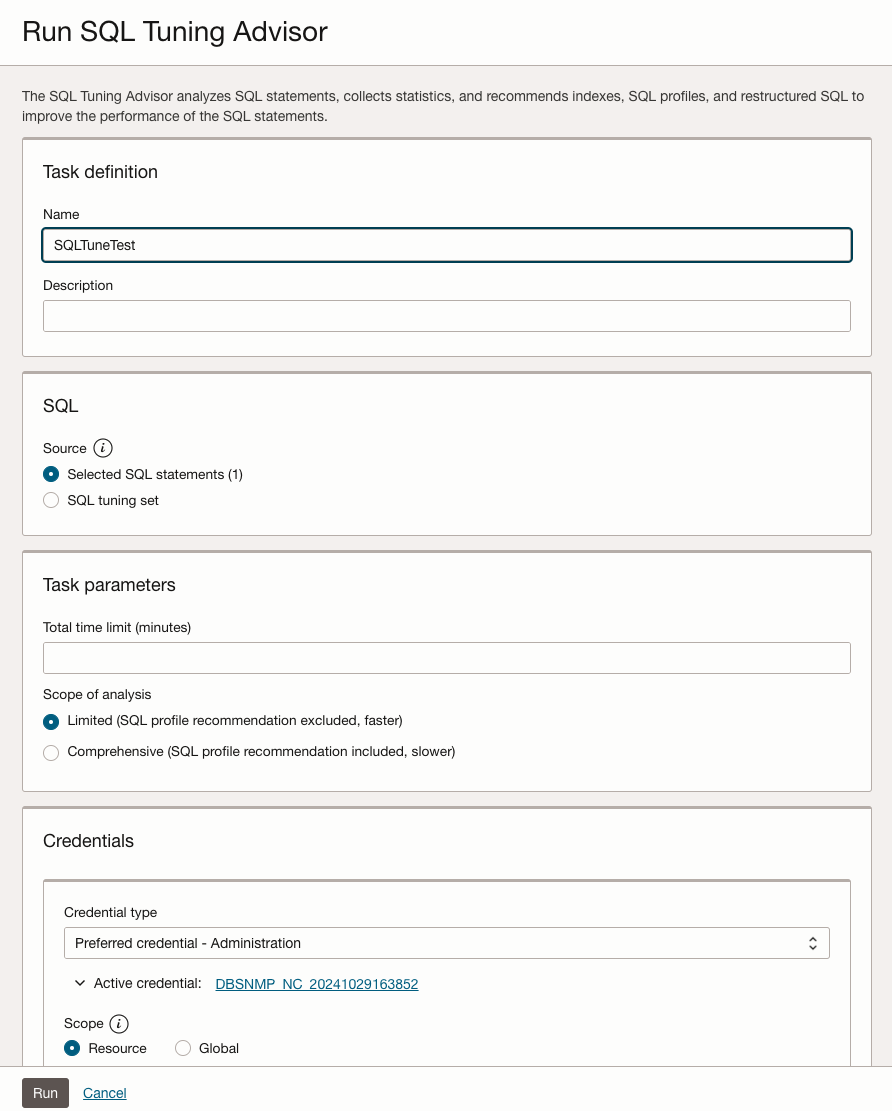 Run SQL Tuning Advisor
The SQL Tuning Advisor analyzes SQL statements, collects statistics, and recommends indexes, SQL profiles, and restructured SQL to
improve the performance of the SQL statements.
Task definition
Name
SQLTuneTest
Description
SQL
Source i
Selected SQL statements (1)
SQL tuning set
Task parameters
Total time limit (minutes)
Scope of analysis
Limited (SQL profile recommendation excluded, faster)
Comprehensive (SQL profile recommendation included, slower)
Credentials
Credential type
Preferred credential - Administration
Active credential: DBSNMP_NC_20241029163852
Scope i
Resource Global
Run Cancel